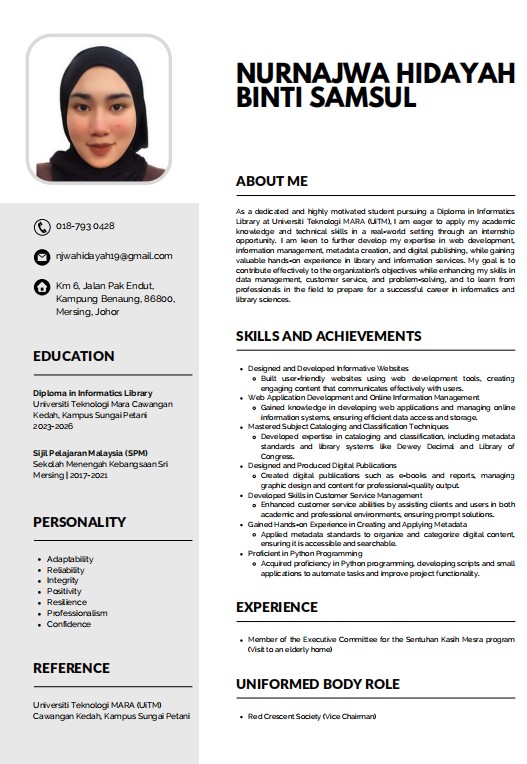 NURNAJWA HIDAYAH
BINTI SAMSUL
018-793 0428
njwahidayah19@gmail.com
Km 6, Jalan Pak Endut,
Kampung Benaung, 86800,
Mersing, Johor
EDUCATION
Diploma in Informatics Library
Universiti Teknologi Mara Cawangan
Kedah, Kampus Sungai Petani
2023-2026
Sijil Pelajaran Malaysia (SPM)
Sekolah Menengah Kebangsaan Sri
Mersing | 2017-2021
PERSONALITY
• Adaptability
• Reliability
• Integrity
• Positivity
• Resilience
• Professionalism
• Confidence
REFERENCE
Universiti Teknologi MARA (UiTM)
Cawangan Kedah, Kampus Sungai Petani
ABOUT ME
As a dedicated and highly motivated student pursuing a Diploma in Informatics
Library at Universiti Teknologi MARA (UiTM), I am eager to apply my academic
knowledge and technical skills in a real-world setting through an internship
opportunity. I am keen to further develop my expertise in web development,
information management, metadata creation, and digital publishing, while gaining
valuable hands-on experience in library and information services. My goal is to
contribute effectively to the organization's objectives while enhancing my skills in
data management, customer service, and problem-solving, and to learn from
professionals in the field to prepare for a successful career in informatics and
library sciences.
SKILLS AND ACHIEVEMENTS
• Designed and Developed Informative Websites
Built user-friendly websites using web development tools, creating
engaging content that communicates effectively with users.
• Web Application Development and Online Information Management
Gained knowledge in developing web applications and managing online
information systems, ensuring efficient data access and storage.
• Mastered Subject Cataloging and Classification Techniques
Developed expertise in cataloging and classification, including metadata
standards and library systems like Dewey Decimal and Library of
Congress.
• Designed and Produced Digital Publications
Created digital publications such as e-books and reports, managing
graphic design and content for professional-quality output.
• Developed Skills in Customer Service Management
Enhanced customer service abilities by assisting clients and users in both
academic and professional environments, ensuring prompt solutions.
• Gained Hands-on Experience in Creating and Applying Metadata
Applied metadata standards to organize and categorize digital content,
ensuring it is accessible and searchable.
• Proficient in Python Programming
Acquired proficiency in Python programming, developing scripts and small
applications to automate tasks and improve project functionality.
EXPERIENCE
• Member of the Executive Committee for the Sentuhan Kasih Mesra program
(Visit to an elderly home)
UNIFORMED BODY ROLE
• Red Crescent Society (Vice Chairman)